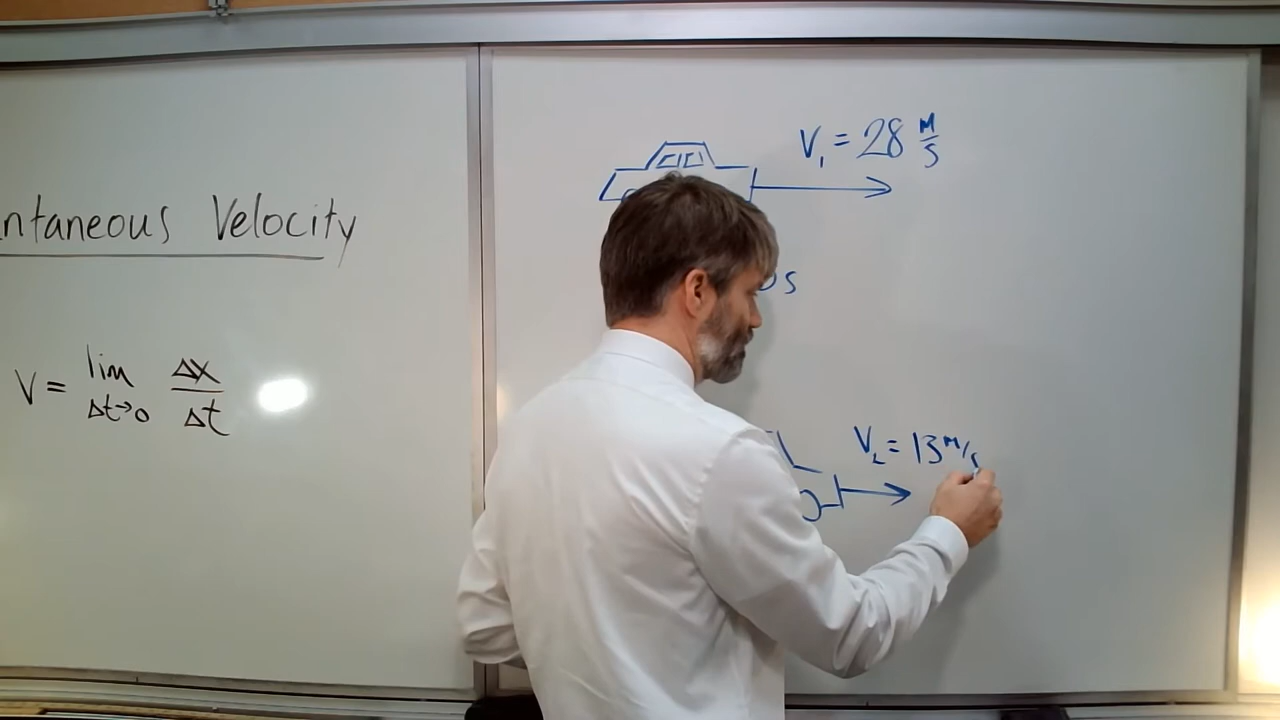 ntaneous Velocity
V = lim Δx
Δt→0 Δt
V₁ = 28 M/S
s
V₂ = 13 M/s